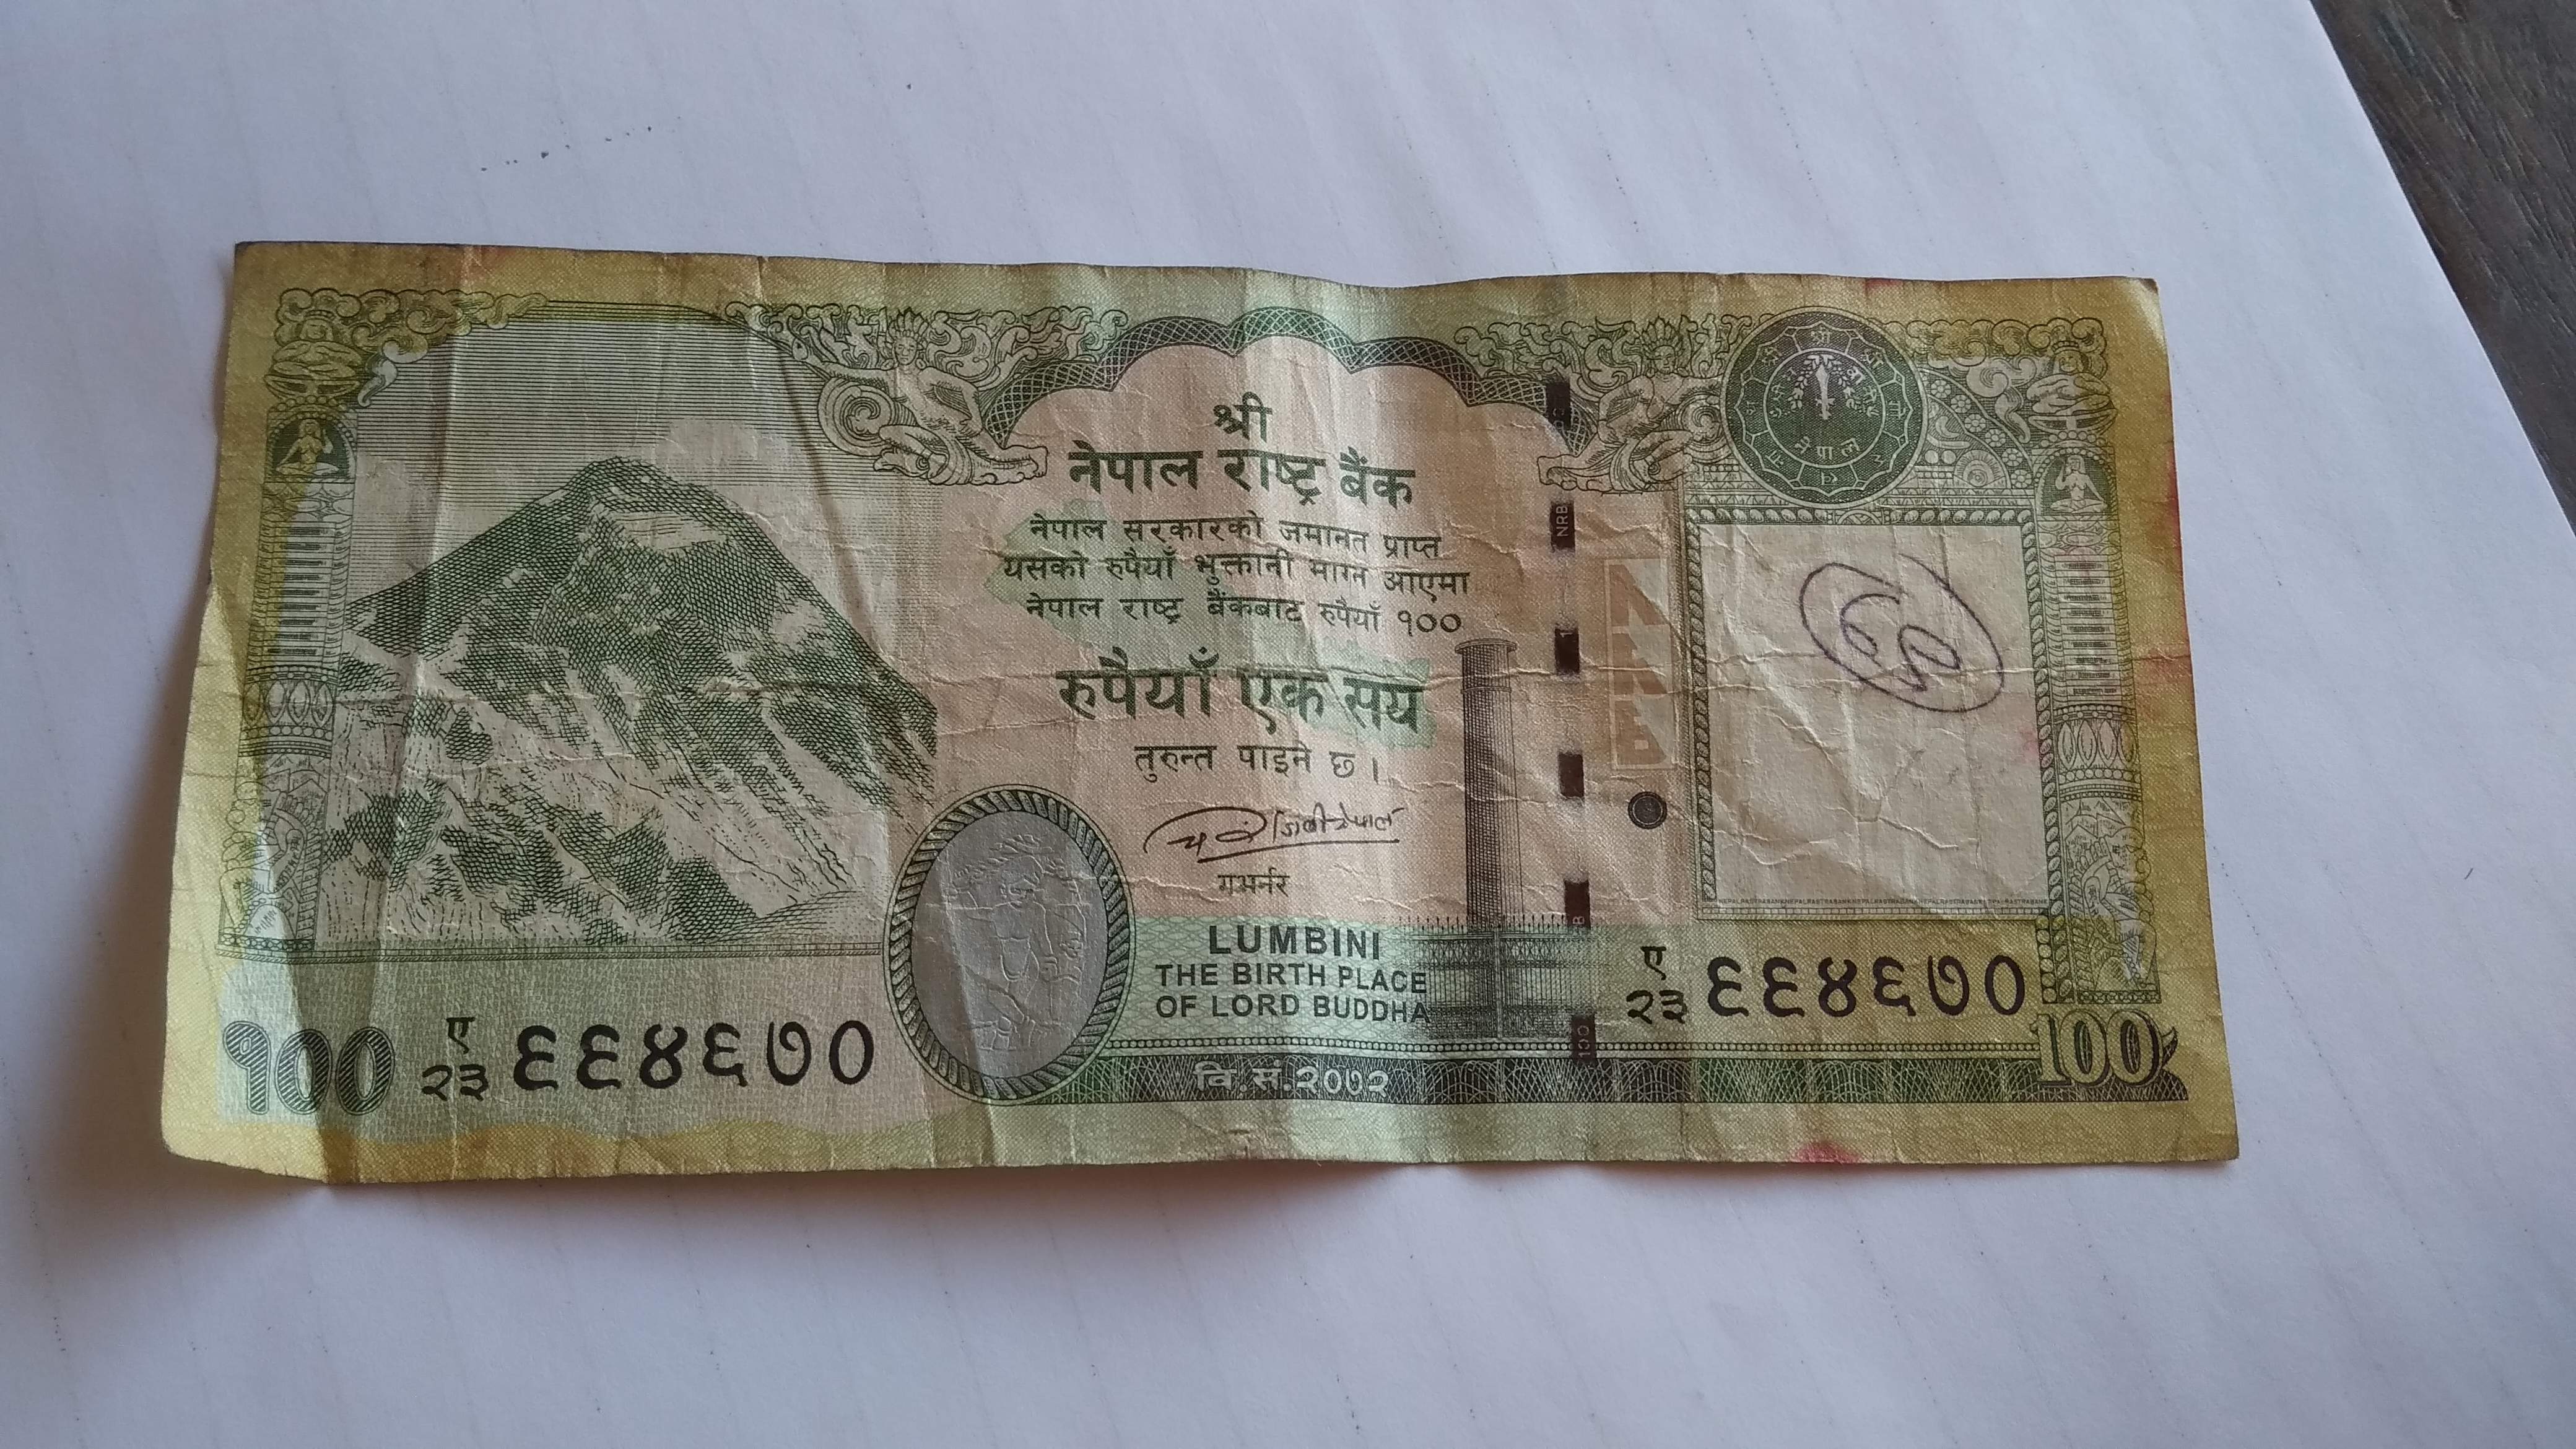 श्री
नेपाल राष्ट्र बैंक
नेपाल सरकारको जमानत प्राप्त
यसको रुपैयाँ भुक्तानी माग्न आएमा
नेपाल राष्ट्र बैंकबाट रुपैयाँ १००
रुपैयाँ एक सय
तुरुन्त पाइने छ ।
गभर्नर
LUMBINI
THE BIRTH PLACE
OF LORD BUDDHA
वि.सं.२०७२
१००
ए
२३ ६६४६७०
ए
२३ ६६४६७०
100
NRB
NRB
नेपाल